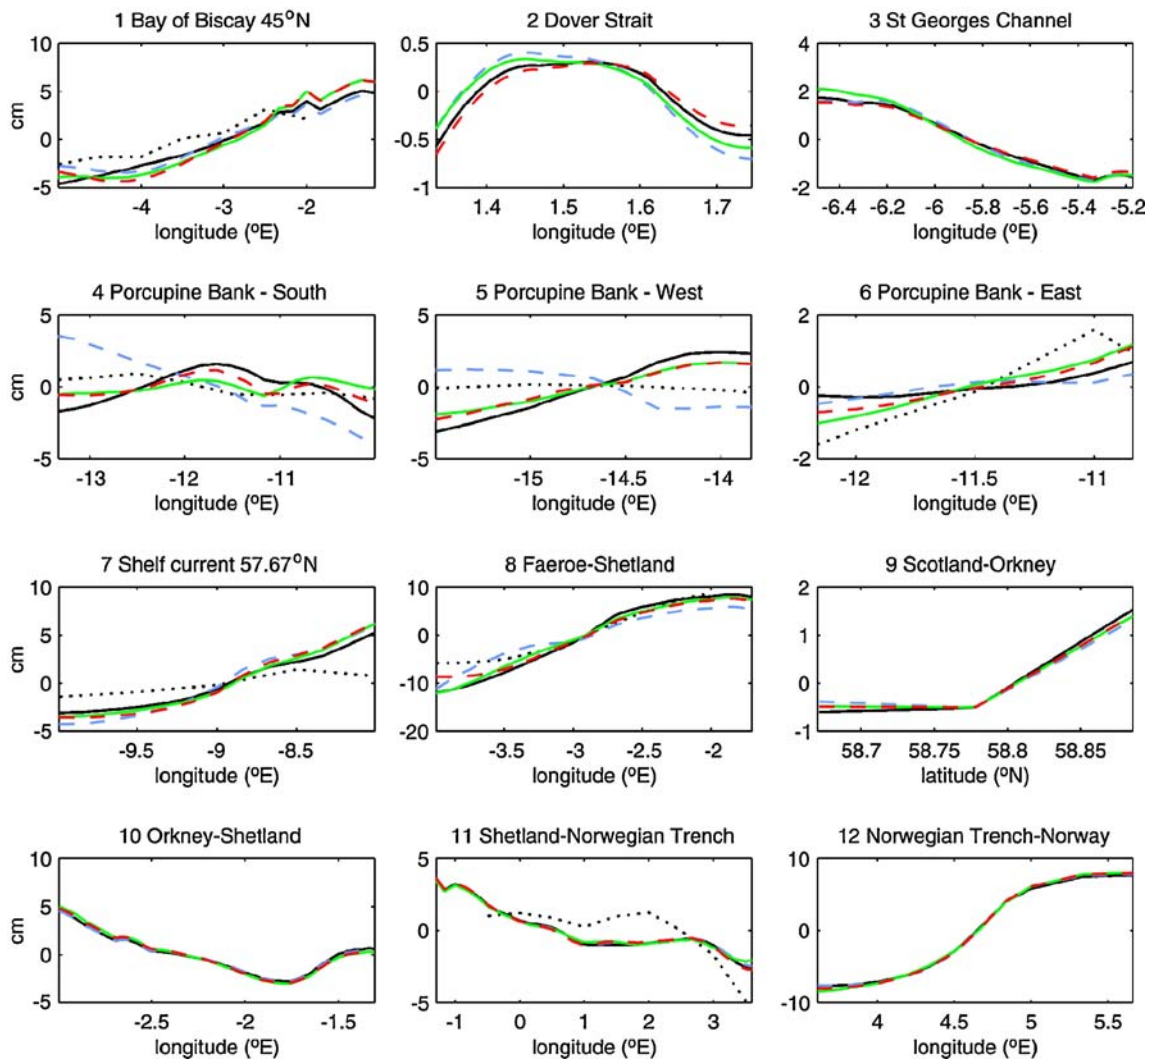 1 Bay of Biscay 45°N
2 Dover Strait
3 St Georges Channel
10
5
0
-5
cm
-4 -3 -2
longitude (°E)
0.5
0
-0.5
-1
1.4 1.5 1.6 1.7
longitude (°E)
4
2
0
-2
-6.4 -6.2 -6 -5.8 -5.6 -5.4 -5.2
longitude (°E)
4 Porcupine Bank - South
5 Porcupine Bank - West
6 Porcupine Bank - East
5
0
-5
cm
-13 -12 -11
longitude (°E)
5
0
-5
-15 -14.5 -14
longitude (°E)
2
0
-2
-12 -11.5 -11
longitude (°E)
7 Shelf current 57.67°N
8 Faeroe-Shetland
9 Scotland-Orkney
10
5
0
-5
cm
-9.5 -9 -8.5
longitude (°E)
10
0
-10
-20
-3.5 -3 -2.5 -2
longitude (°E)
2
1
0
-1
58.7 58.75 58.8 58.85
latitude (°N)
10 Orkney-Shetland
11 Shetland-Norwegian Trench
12 Norwegian Trench-Norway
10
5
0
-5
cm
-2.5 -2 -1.5
longitude (°E)
5
0
-5
-1 0 1 2 3
longitude (°E)
10
0
-10
4 4.5 5 5.5
longitude (°E)